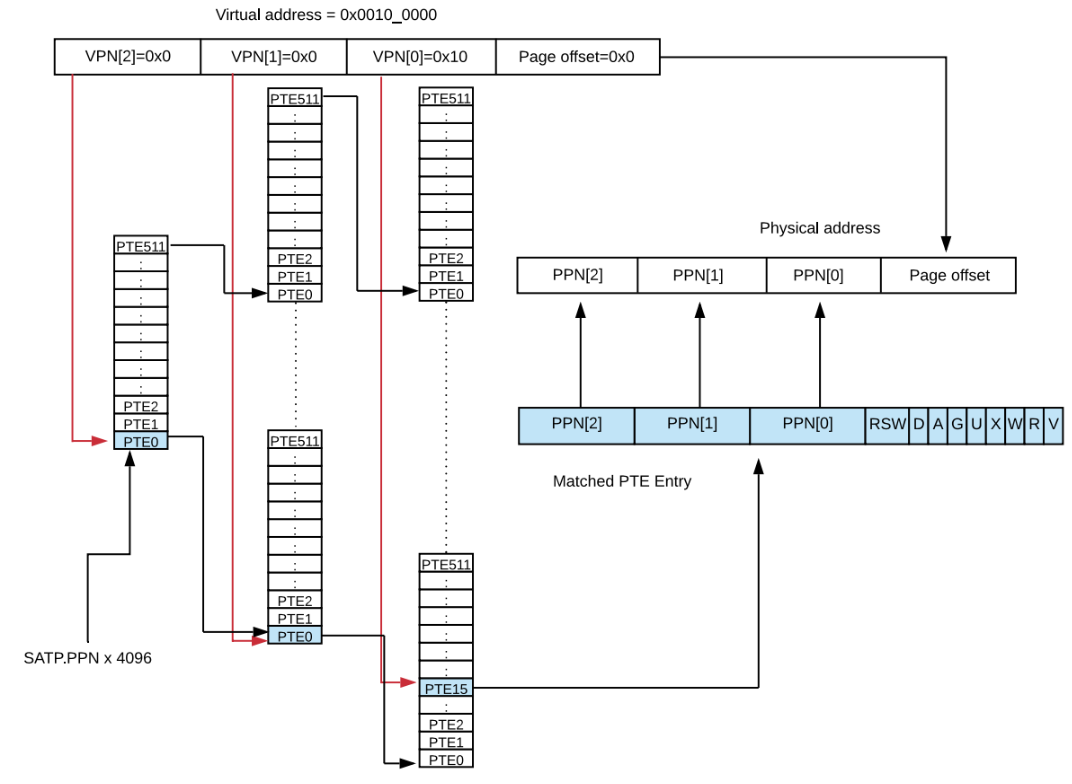 Virtual address = 0x0010_0000
VPN[2]=0x0 VPN[1]=0x0 VPN[0]=0x10 Page offset=0x0
PTE511
:
:
:
:
:
:
:
:
PTE2
PTE1
PTE0
PTE511
:
:
:
:
:
:
:
:
PTE2
PTE1
PTE0
PTE511
:
:
:
:
:
:
:
:
PTE2
PTE1
PTE0
PTE511
:
:
:
:
:
:
:
:
PTE2
PTE1
PTE0
PTE511
:
:
:
:
:
:
PTE15
:
PTE2
PTE1
PTE0
SATP.PPN x 4096
Physical address
PPN[2] PPN[1] PPN[0] Page offset
PPN[2] PPN[1] PPN[0] RSW D A G U X W R V
Matched PTE Entry